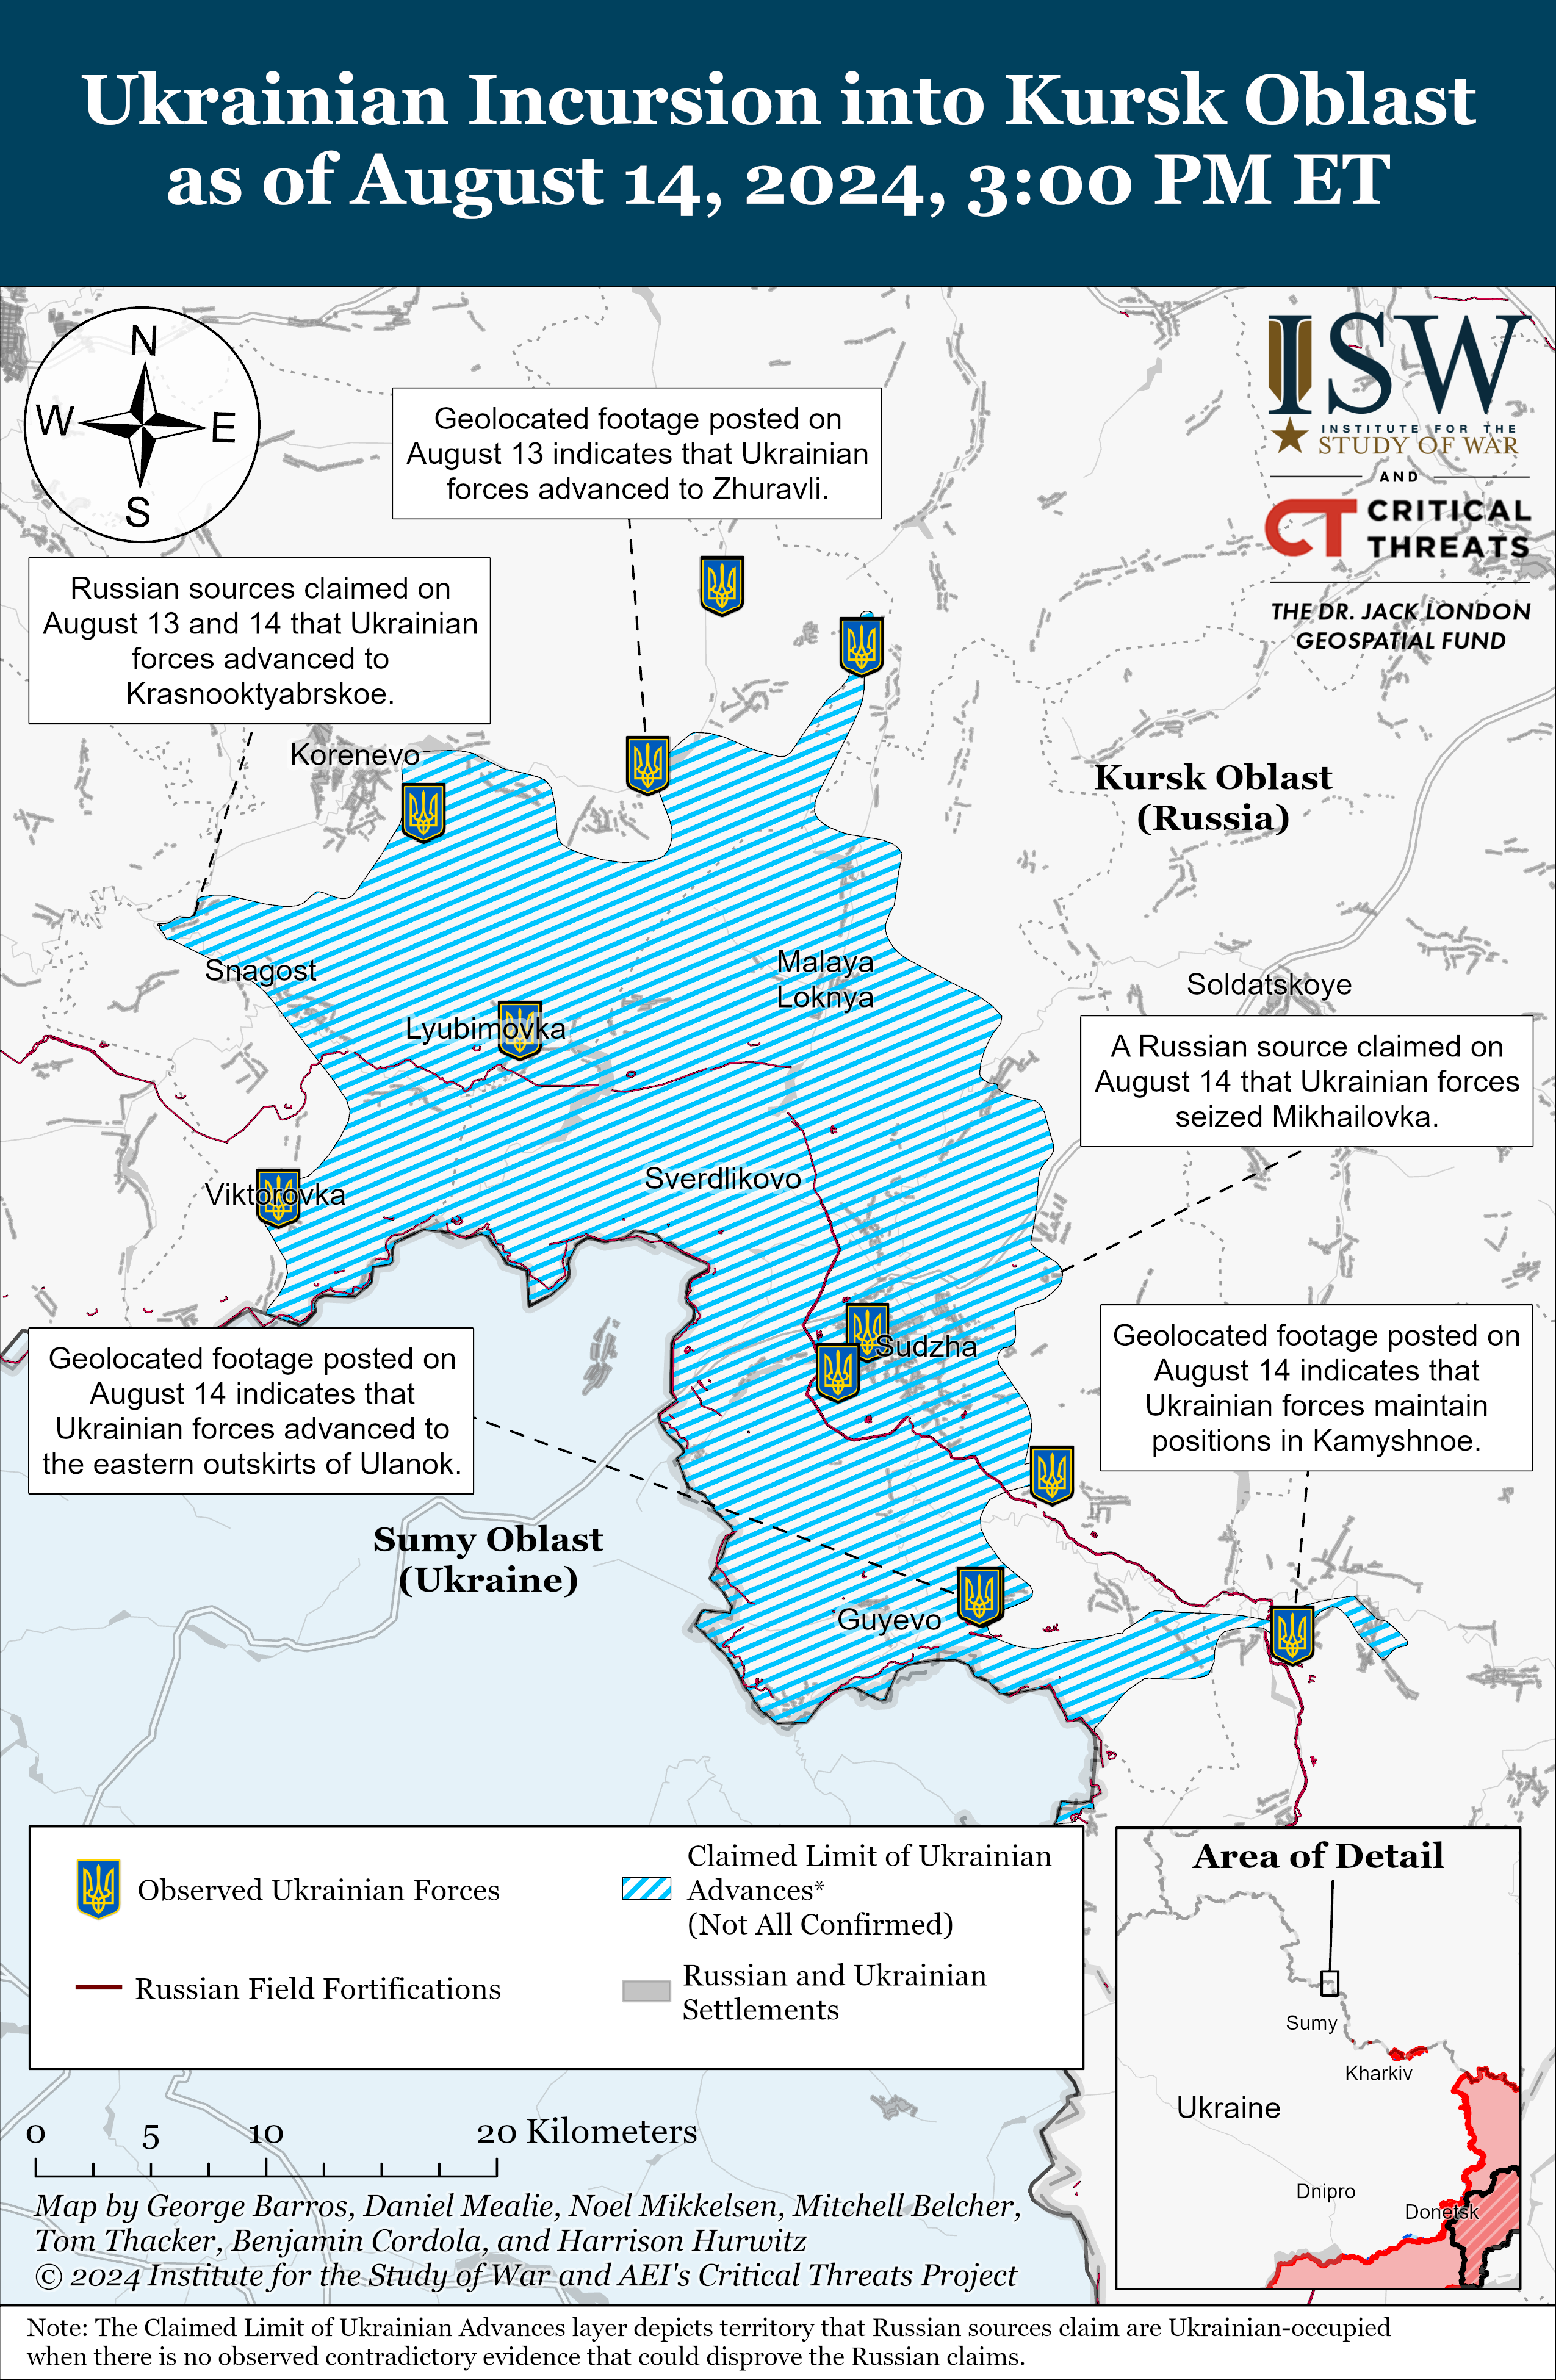 Ukrainian Incursion into Kursk Oblast
as of August 14, 2024, 3:00 PM ET
N
W
E
S
ISW
INSTITUTE FOR THE
STUDY OF WAR
AND
CT
CRITICAL
THREATS
THE DR. JACK LONDON
GEOSPATIAL FUND
Geolocated footage posted on
August 13 indicates that Ukrainian
forces advanced to Zhuravli.
Russian sources claimed on
August 13 and 14 that Ukrainian
forces advanced to
Krasnooktyabrskoe.
Korenevo
Kursk Oblast
(Russia)
Snagost
Malaya
Loknya
Soldatskoye
Lyubimovka
A Russian source claimed on
August 14 that Ukrainian forces
seized Mikhailovka.
Sverdlikovo
Viktorovka
Sudzha
Geolocated footage posted on
August 14 indicates that
Ukrainian forces maintain
positions in Kamyshnoe.
Geolocated footage posted on
August 14 indicates that
Ukrainian forces advanced to
the eastern outskirts of Ulanok.
Sumy Oblast
(Ukraine)
Guyevo
Observed Ukrainian Forces
Claimed Limit of Ukrainian
Advances*
(Not All Confirmed)
Russian Field Fortifications
Russian and Ukrainian
Settlements
Area of Detail
Sumy
Kharkiv
Ukraine
Dnipro
Donetsk
0 5 10 20 Kilometers
Map by George Barros, Daniel Mealie, Noel Mikkelsen, Mitchell Belcher,
Tom Thacker, Benjamin Cordola, and Harrison Hurwitz
© 2024 Institute for the Study of War and AEI's Critical Threats Project
Note: The Claimed Limit of Ukrainian Advances layer depicts territory that Russian sources claim are Ukrainian-occupied
when there is no observed contradictory evidence that could disprove the Russian claims.